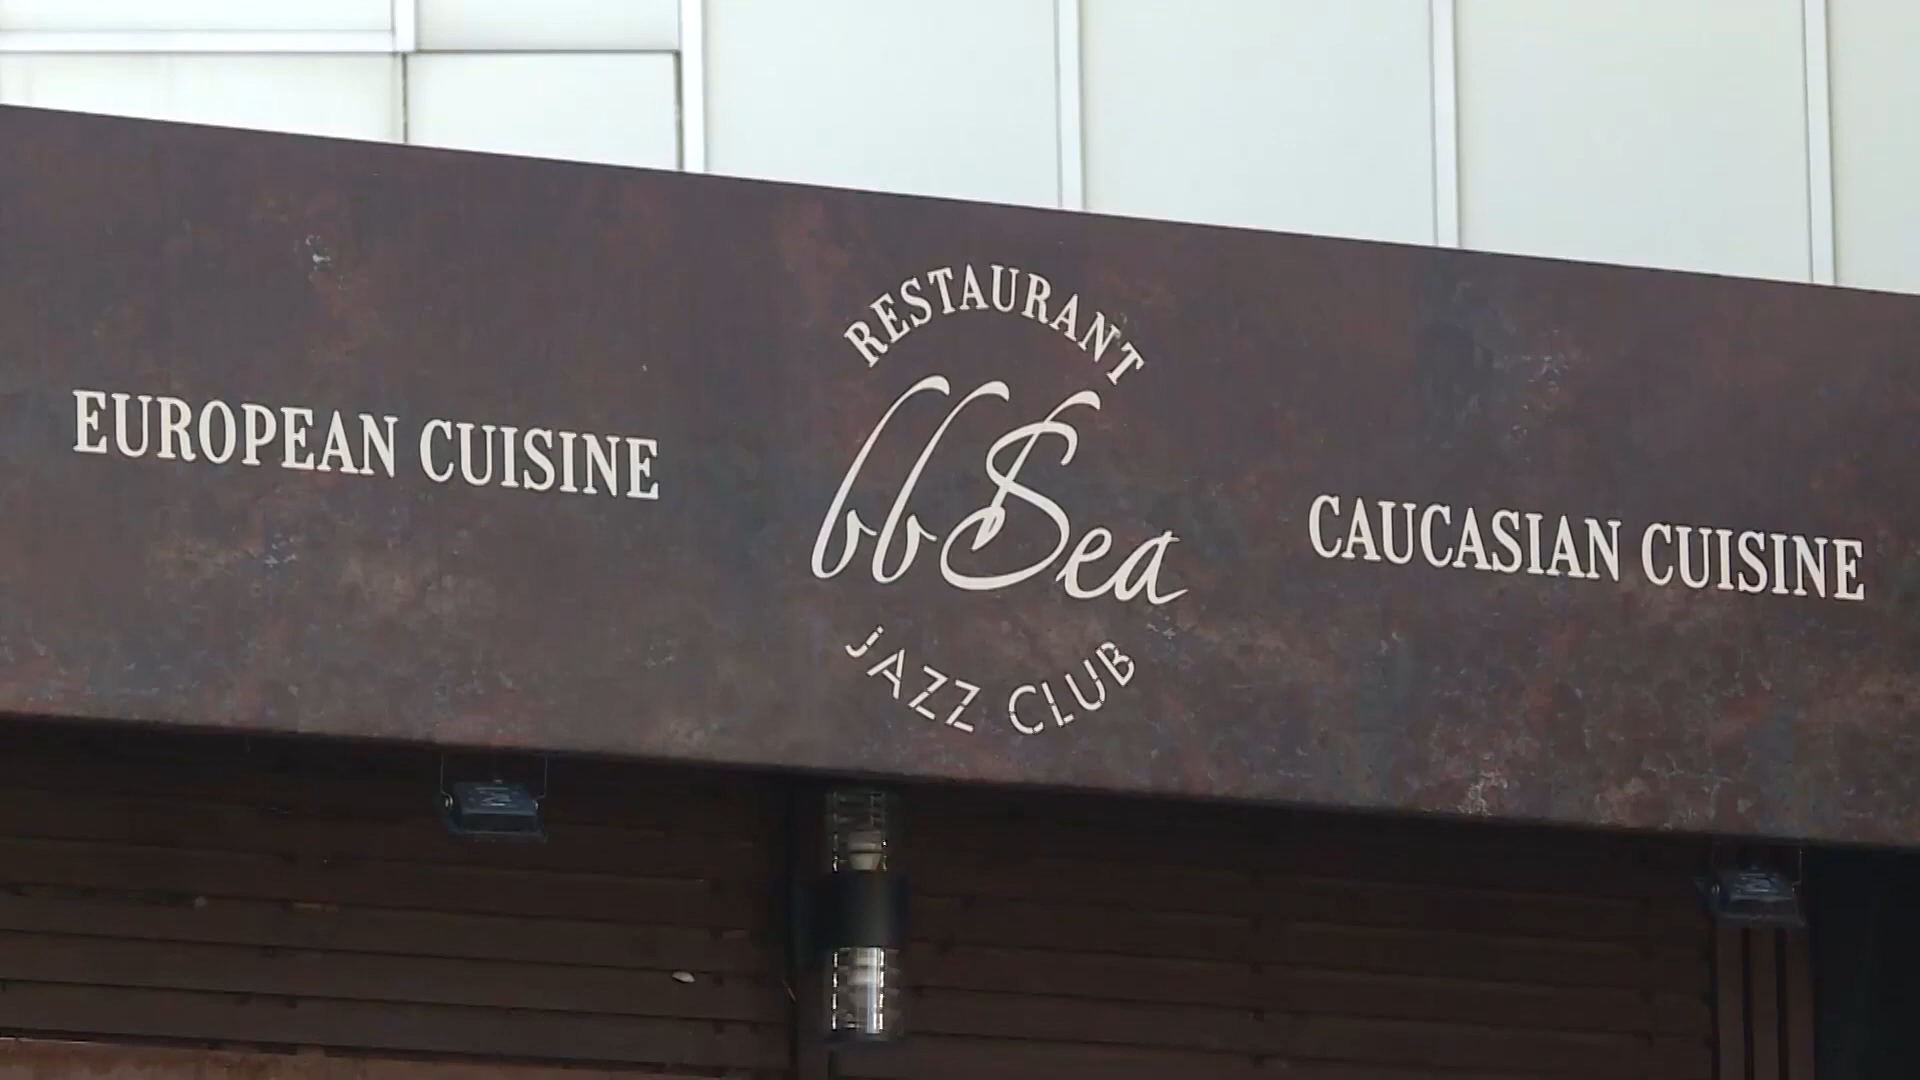 EUROPEAN CUISINE
RESTAURANT
bbSea
jAZZ CLUB
CAUCASIAN CUISINE